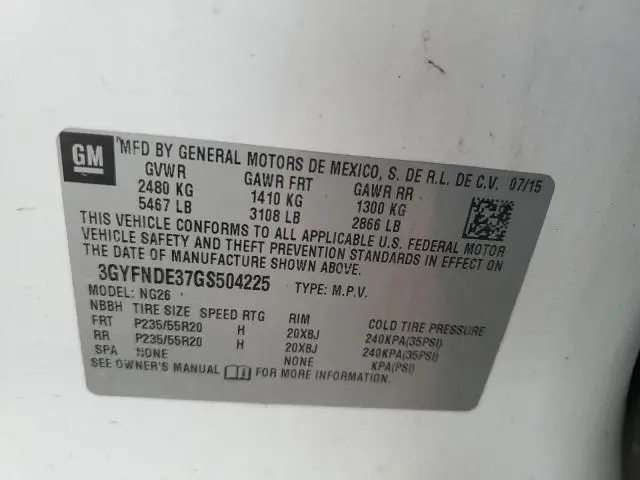 GM
MFD BY GENERAL MOTORS DE MEXICO, S. DE R.L. DE C.V. 07/15
GVWR GAWR FRT GAWR RR
2480 KG 1410 KG 1300 KG
5467 LB 3108 LB 2866 LB
THIS VEHICLE CONFORMS TO ALL APPLICABLE U.S. FEDERAL MOTOR
VEHICLE SAFETY AND THEFT PREVENTION STANDARDS IN EFFECT ON
THE DATE OF MANUFACTURE SHOWN ABOVE.
3GYFNDE37GS504225 TYPE: M.P.V.
MODEL: NG26
NBBH TIRE SIZE SPEED RTG RIM COLD TIRE PRESSURE
FRT P235/55R20 H 20X8J 240KPA(35PSI)
RR P235/55R20 H 20X8J 240KPA(35PSI)
SPA NONE NONE KPA(PSI)
SEE OWNER'S MANUAL FOR MORE INFORMATION.